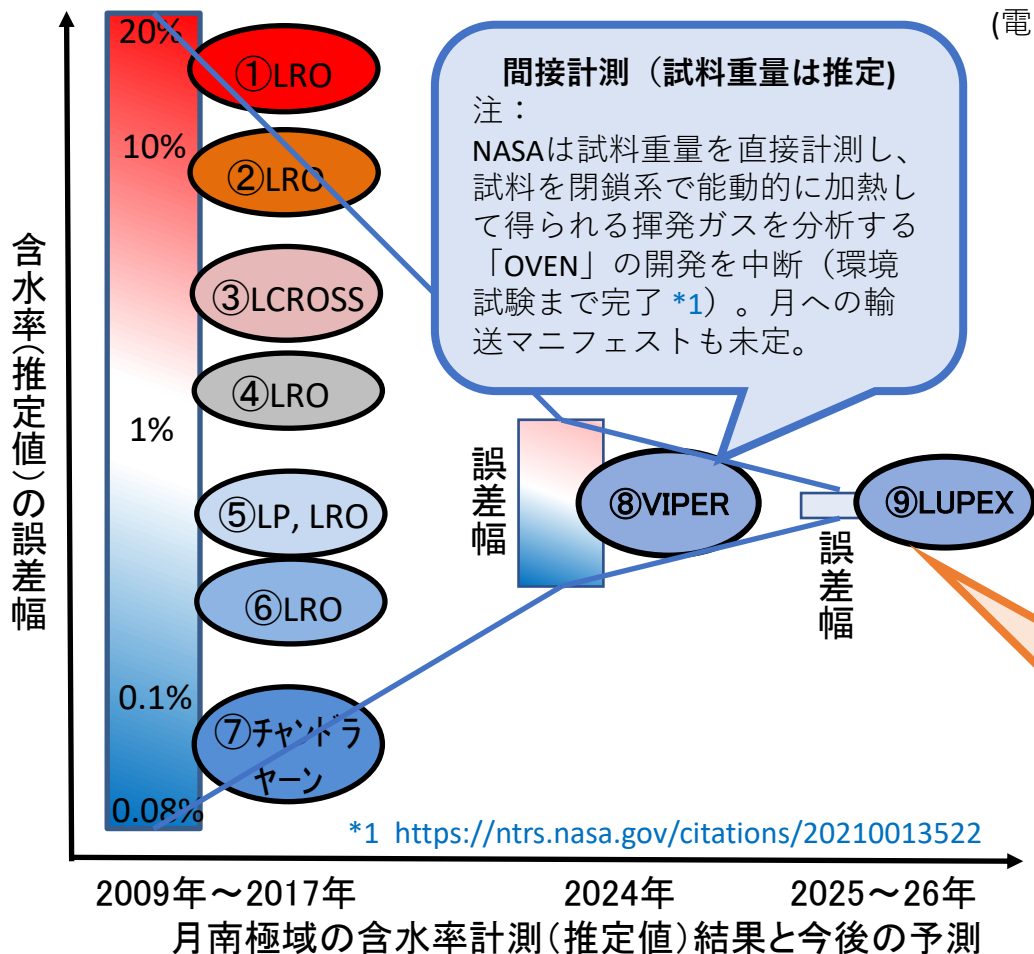 (電
20%
10%
1%
0.1%
0.08%
含水率(推定値)の誤差幅
①LRO
②LRO
③LCROSS
④LRO
⑤LP, LRO
⑥LRO
⑦チャンドラ
ヤーン
間接計測（試料重量は推定)
注：
NASAは試料重量を直接計測し、
試料を閉鎖系で能動的に加熱し
て得られる揮発ガスを分析する
「OVEN」の開発を中断（環境
試験まで完了 *1）。月への輸
送マニフェストも未定。
誤差幅
⑧VIPER
誤差幅
⑨LUPEX
*1 https://ntrs.nasa.gov/citations/20210013522
2009年～2017年
2024年
2025～26年
月南極域の含水率計測(推定値)結果と今後の予測